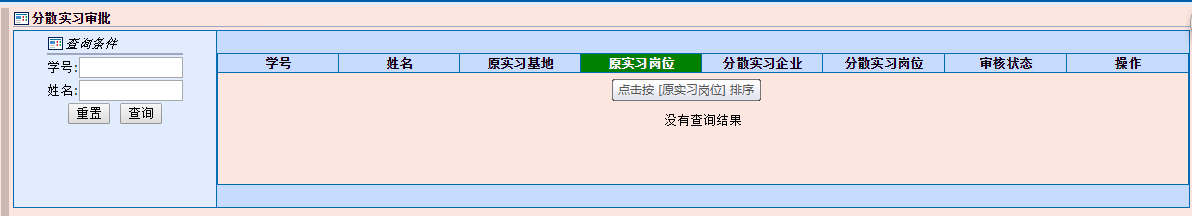 分散实习审批
查询条件
学号:
姓名:
重置 查询
学号 姓名 原实习基地 原实习岗位 分散实习企业 分散实习岗位 审核状态 操作
点击按 [原实习岗位] 排序
没有查询结果